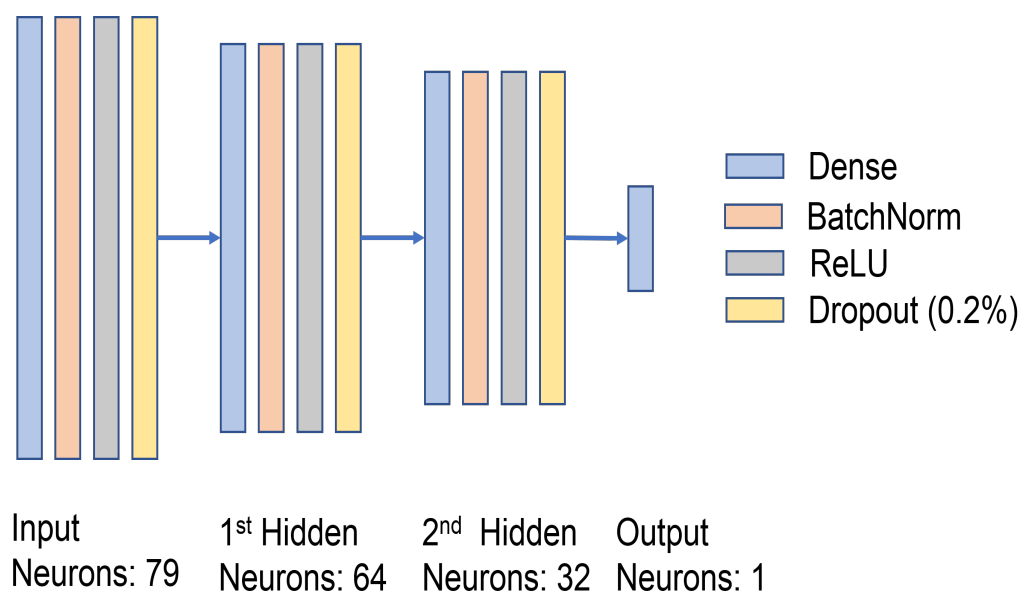 Dense
BatchNorm
ReLU
Dropout (0.2%)
Input
Neurons: 79
1st Hidden
Neurons: 64
2nd Hidden
Neurons: 32
Output
Neurons: 1